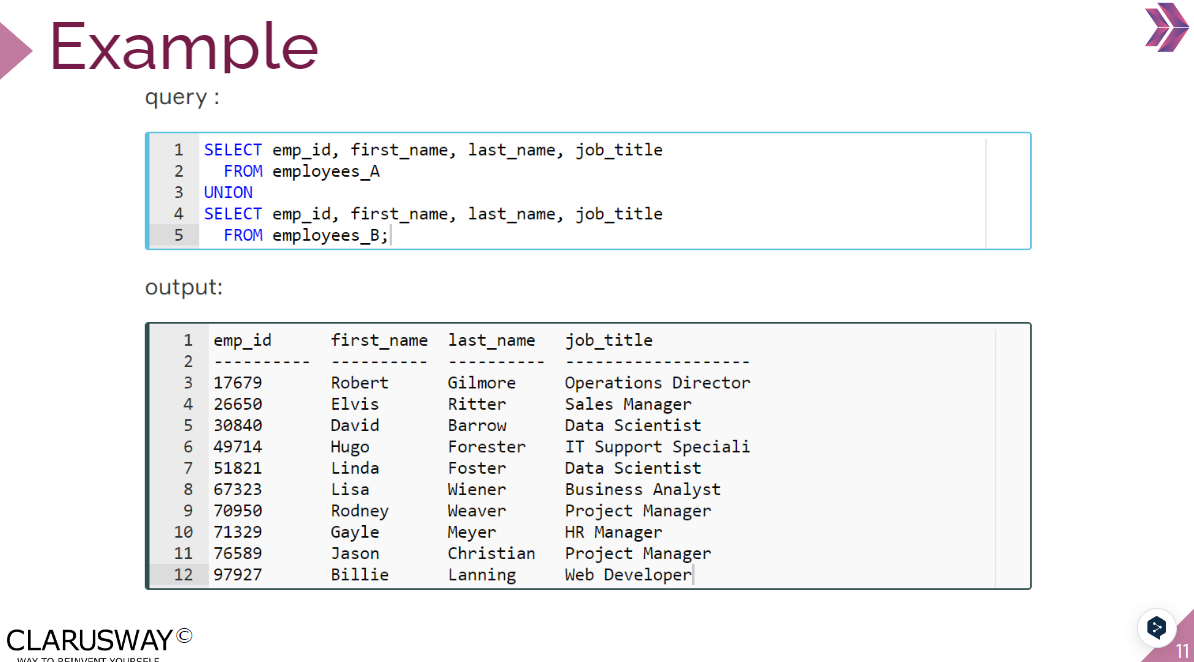 Example
query :
1 SELECT emp_id, first_name, last_name, job_title
2   FROM employees_A
3 UNION
4 SELECT emp_id, first_name, last_name, job_title
5   FROM employees_B;
output:
1 emp_id      first_name  last_name   job_title
2 ----------  ----------  ----------  -------------------
3 17679       Robert      Gilmore     Operations Director
4 26650       Elvis       Ritter      Sales Manager
5 30840       David       Barrow      Data Scientist
6 49714       Hugo        Forester    IT Support Speciali
7 51821       Linda       Foster      Data Scientist
8 67323       Lisa        Wiener      Business Analyst
9 70950       Rodney      Weaver      Project Manager
10 71329       Gayle       Meyer       HR Manager
11 76589       Jason       Christian   Project Manager
12 97927       Billie      Lanning     Web Developer
CLARUSWAY©
WAY TO REINVENT YOURSELF
11